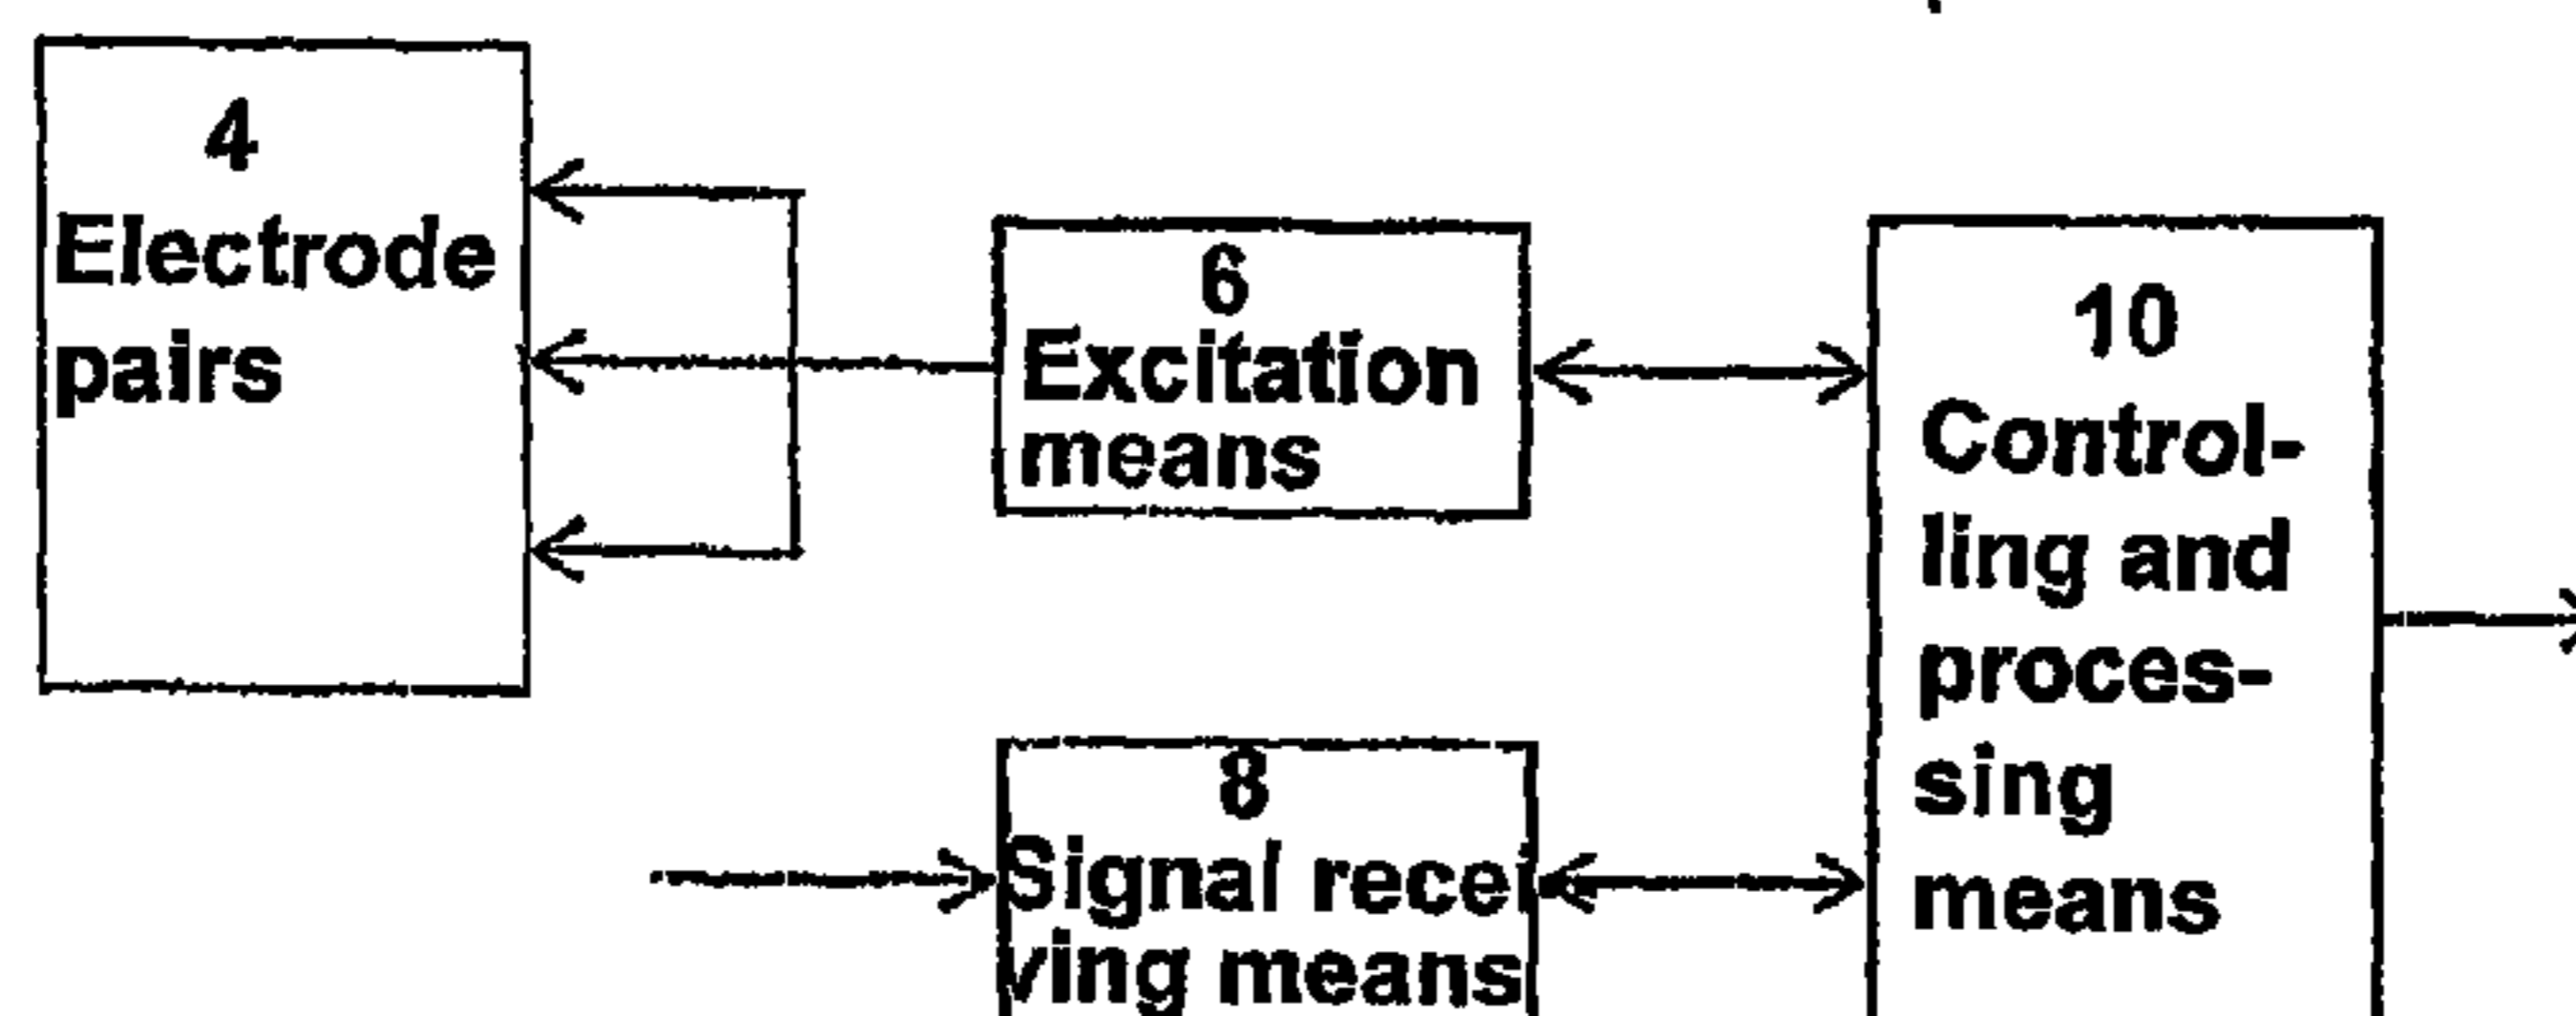 4
Electrode
pairs
6
Excitation
means
10
Control-
ling and
proces-
sing
means
8
Signal recei
ving means